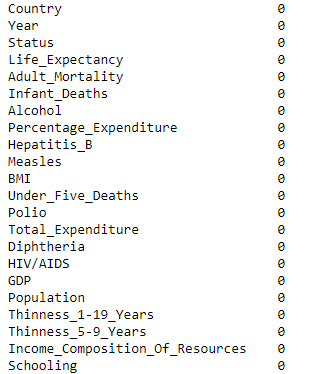 Country 0
Year 0
Status 0
Life_Expectancy 0
Adult_Mortality 0
Infant_Deaths 0
Alcohol 0
Percentage_Expenditure 0
Hepatitis_B 0
Measles 0
BMI 0
Under_Five_Deaths 0
Polio 0
Total_Expenditure 0
Diphtheria 0
HIV/AIDS 0
GDP 0
Population 0
Thinness_1-19_Years 0
Thinness_5-9_Years 0
Income_Composition_Of_Resources 0
Schooling 0